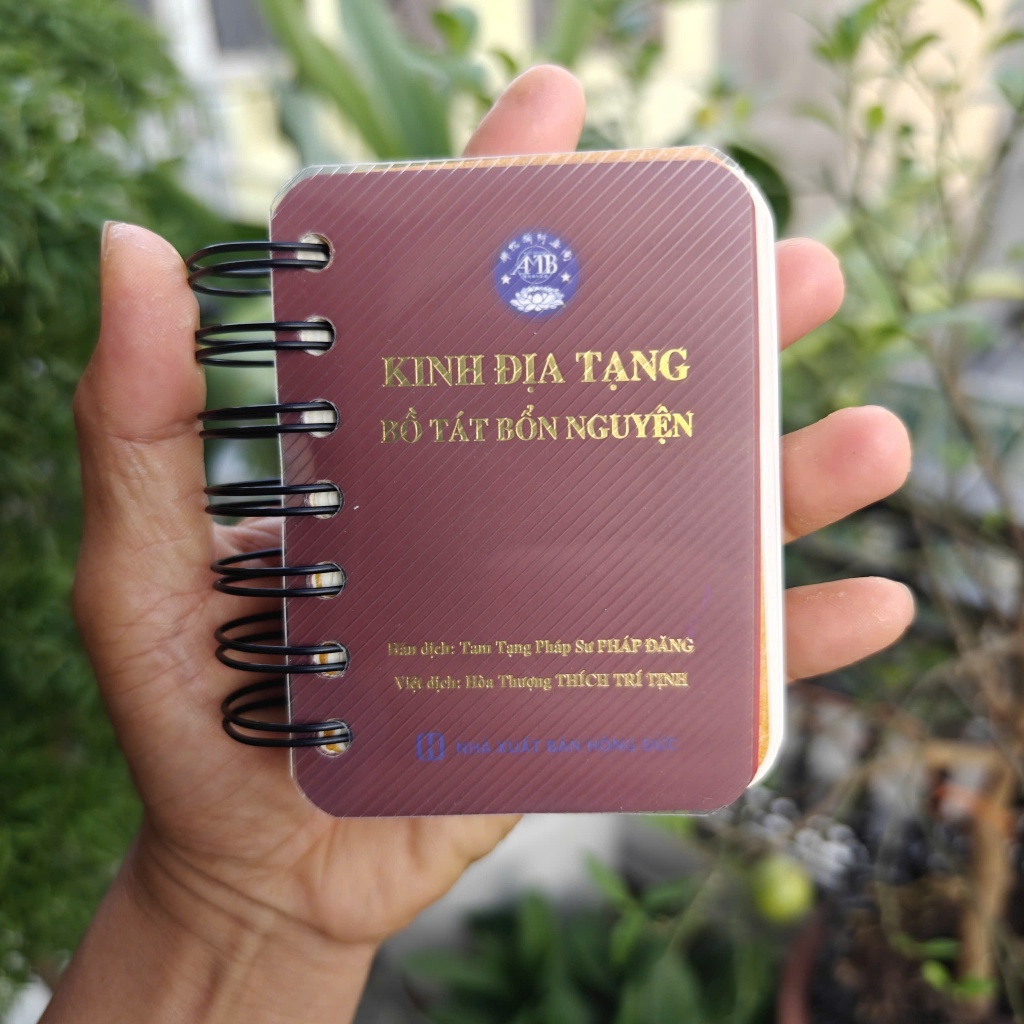 AMB
KINH ĐỊA TẠNG
BỒ TÁT BỔN NGUYỆN
Hán dịch: Tam Tạng Pháp Sư PHÁP ĐĂNG
Việt dịch: Hòa Thượng THÍCH TRÍ TỊNH
NHÀ XUẤT BẢN HỒNG ĐỨC